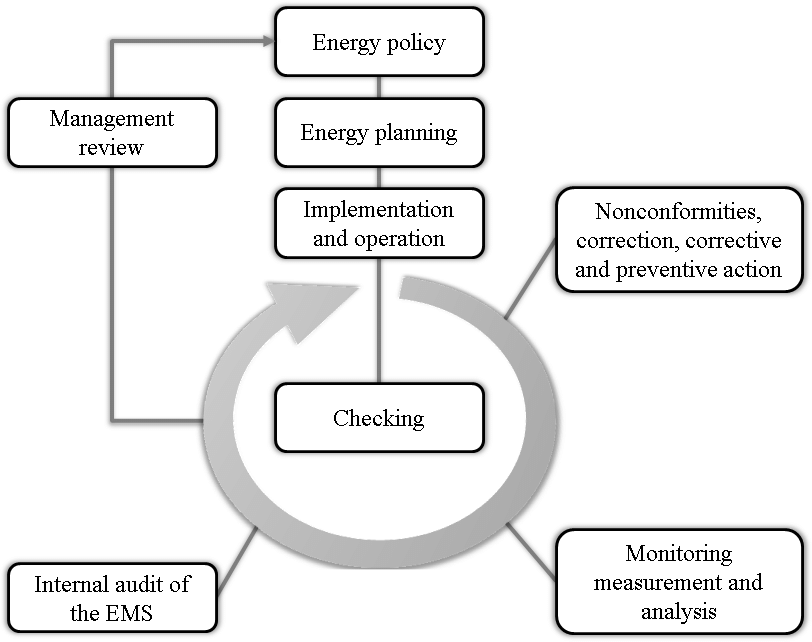 Energy policy
Management
review
Energy planning
Implementation
and operation
Nonconformities,
correction, corrective
and preventive action
Checking
Internal audit of
the EMS
Monitoring
measurement and
analysis